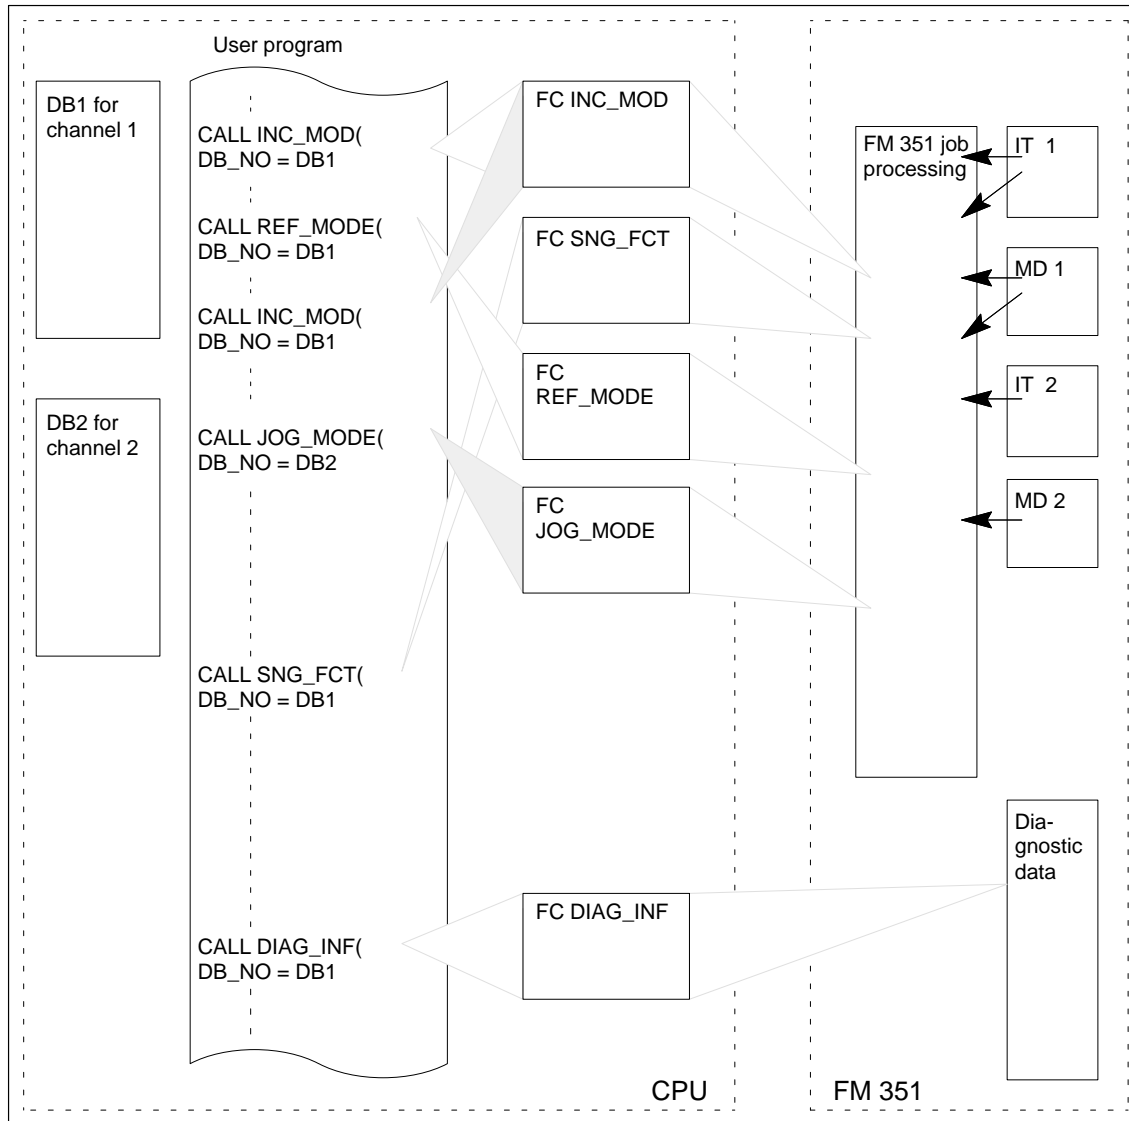 User program
DB1 for
channel 1
DB2 for
channel 2
CALL INC_MOD(
DB_NO = DB1
CALL REF_MODE(
DB_NO = DB1
CALL INC_MOD(
DB_NO = DB1
CALL JOG_MODE(
DB_NO = DB2
CALL SNG_FCT(
DB_NO = DB1
CALL DIAG_INF(
DB_NO = DB1
FC INC_MOD
FC SNG_FCT
FC
REF_MODE
FC
JOG_MODE
FC DIAG_INF
CPU
FM 351 job
processing
IT 1
MD 1
IT 2
MD 2
Dia-
gnostic
data
FM 351